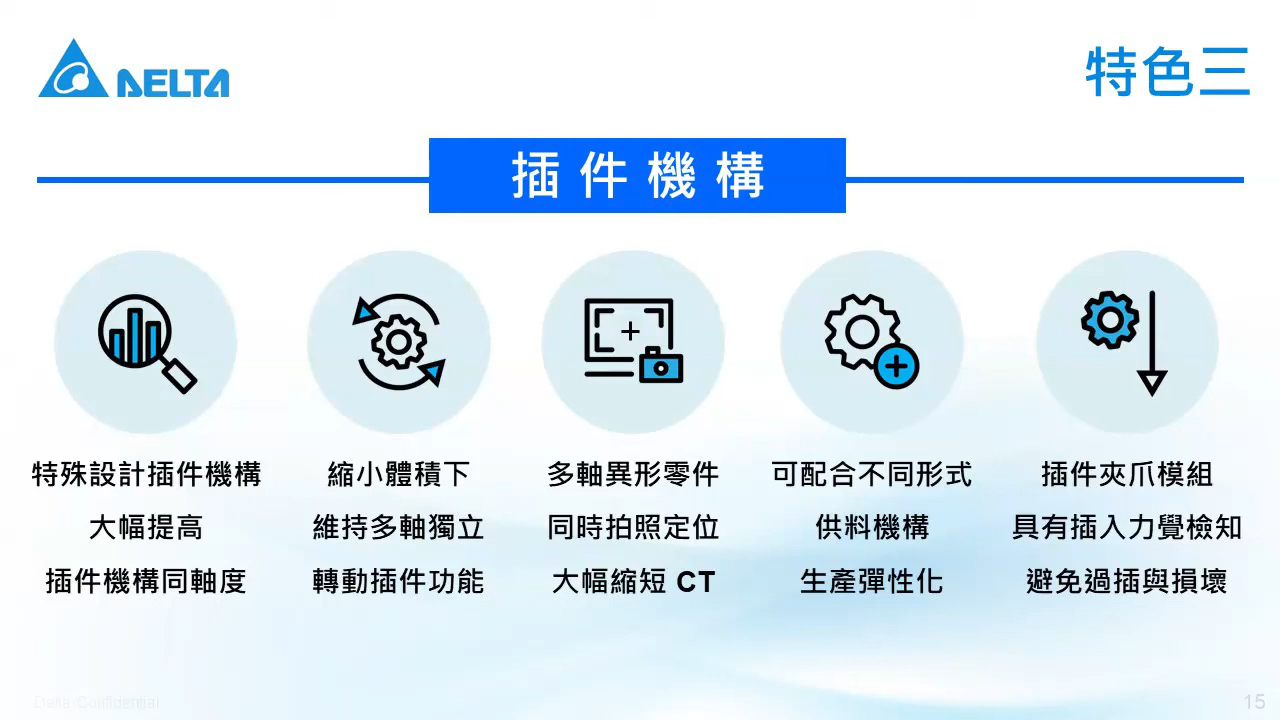 DELTA
特色三
插件機構
特殊設計插件機構
大幅提高
插件機構同軸度
縮小體積下
維持多軸獨立
轉動插件功能
多軸異形零件
同時拍照定位
大幅縮短 CT
可配合不同形式
供料機構
生產彈性化
插件夾爪模組
具有插入力覺檢知
避免過插與損壞
Delta Confidential
15